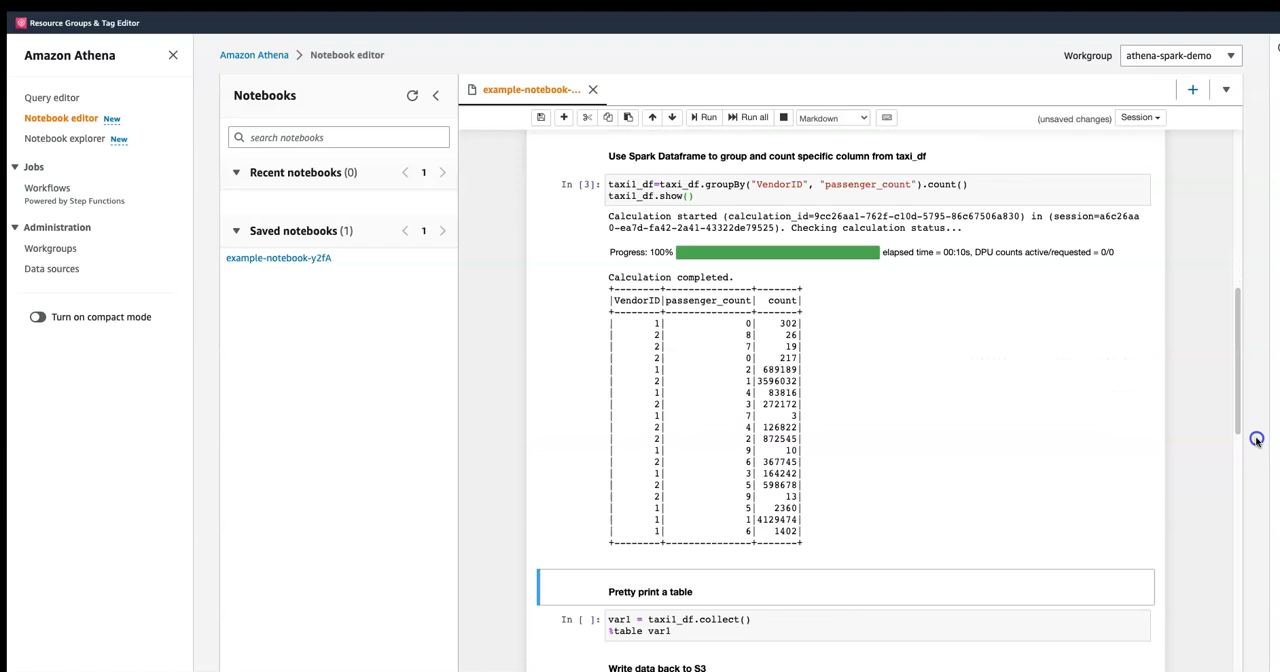 Resource Groups & Tag Editor
Amazon Athena
Query editor
Notebook editor New
Notebook explorer New
Jobs
Workflows
Powered by Step Functions
Administration
Workgroups
Data sources
Turn on compact mode
Amazon Athena > Notebook editor
Workgroup athena-spark-demo
Notebooks
search notebooks
Recent notebooks (0) < 1 >
Saved notebooks (1) < 1 >
example-notebook-y2fA
example-notebook-...
Run Run all Markdown (unsaved changes) Session
Use Spark Dataframe to group and count specific column from taxi_df
In [3]: taxi1_df=taxi_df.groupBy("VendorID", "passenger_count").count()
taxi1_df.show()
Calculation started (calculation_id=9cc26aa1-762f-c10d-5795-86c67506a830) in (session=a6c26aa
0-ea7d-fa42-2a41-43322de79525). Checking calculation status...
Progress: 100% elapsed time = 00:10s, DPU counts active/requested = 0/0
Calculation completed.
+--------+---------------+-------+
|VendorID|passenger_count|  count|
+--------+---------------+-------+
|       1|              0|    302|
|       2|              8|     26|
|       2|              7|     19|
|       2|              0|    217|
|       1|              2| 689189|
|       2|              1|3596032|
|       1|              4|  83816|
|       2|              3| 272172|
|       1|              7|      3|
|       2|              4| 126822|
|       2|              2| 872545|
|       1|              9|     10|
|       2|              6| 367745|
|       1|              3| 164242|
|       2|              5| 598678|
|       2|              9|     13|
|       1|              5|   2360|
|       1|              1|4129474|
|       1|              6|   1402|
+--------+---------------+-------+
Pretty print a table
In [ ]: var1 = taxi1_df.collect()
%table var1
Write data back to S3